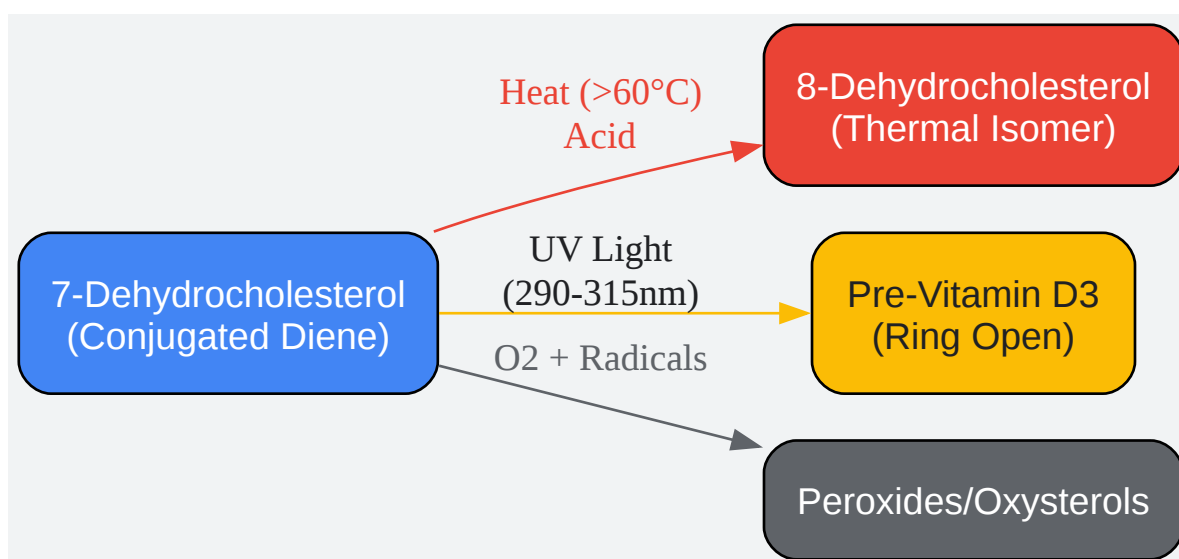 Heat (>60°C)
Acid
8-Dehydrocholesterol
(Thermal Isomer)
7-Dehydrocholesterol
(Conjugated Diene)
UV Light
(290-315nm)
Pre-Vitamin D3
(Ring Open)
O2 + Radicals
Peroxides/Oxysterols